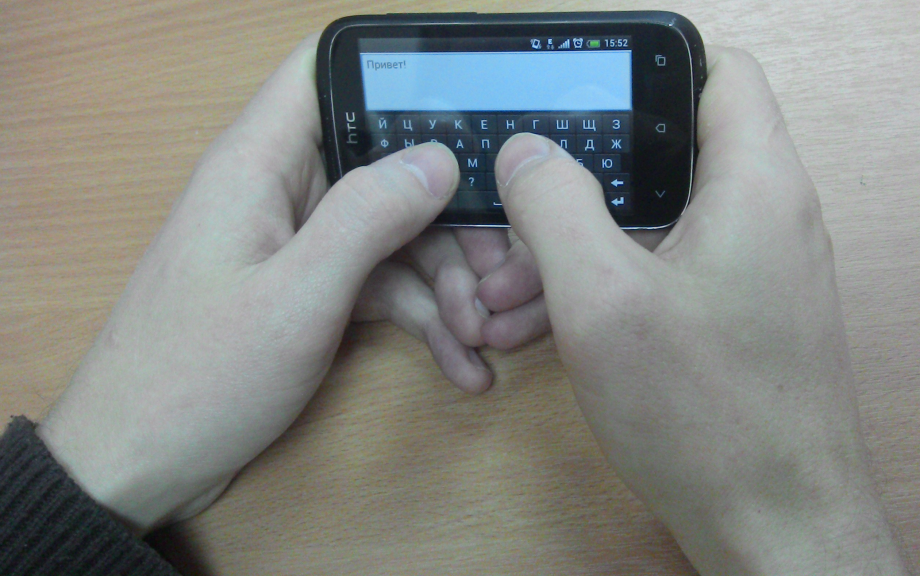 15:52
Привет!
hTC
Й Ц У К Е Н Г Ш Щ З
Ф Ы А П Л Д Ж
М Б Ю
?